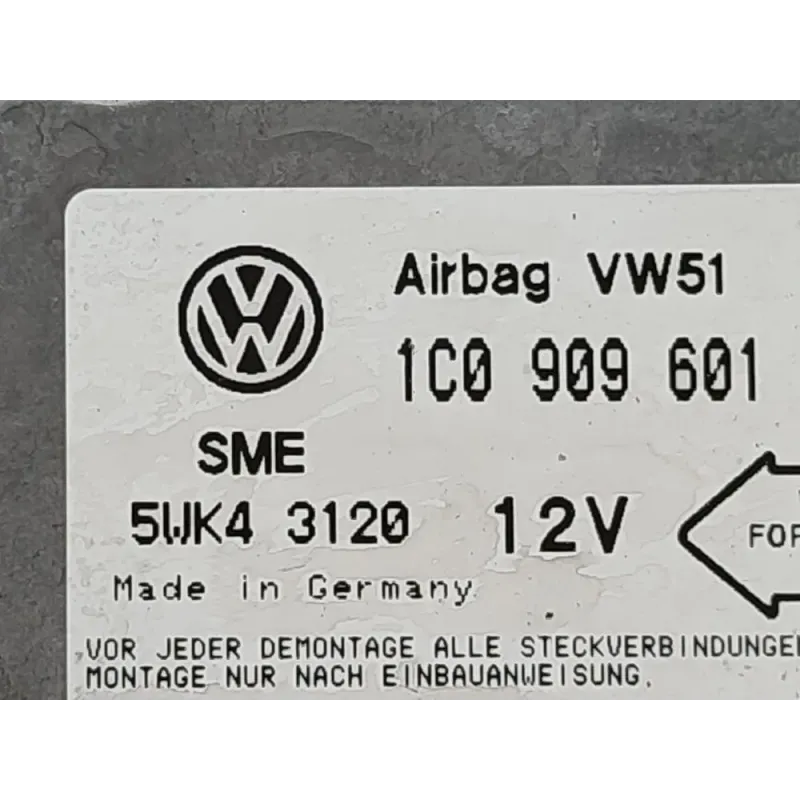 Airbag VW51
1C0 909 601
SME
5WK4 3120 12V
FOR
Made in Germany
VOR JEDER DEMONTAGE ALLE
MONTAGE NUR NACH EINBAUANWEISUNG.